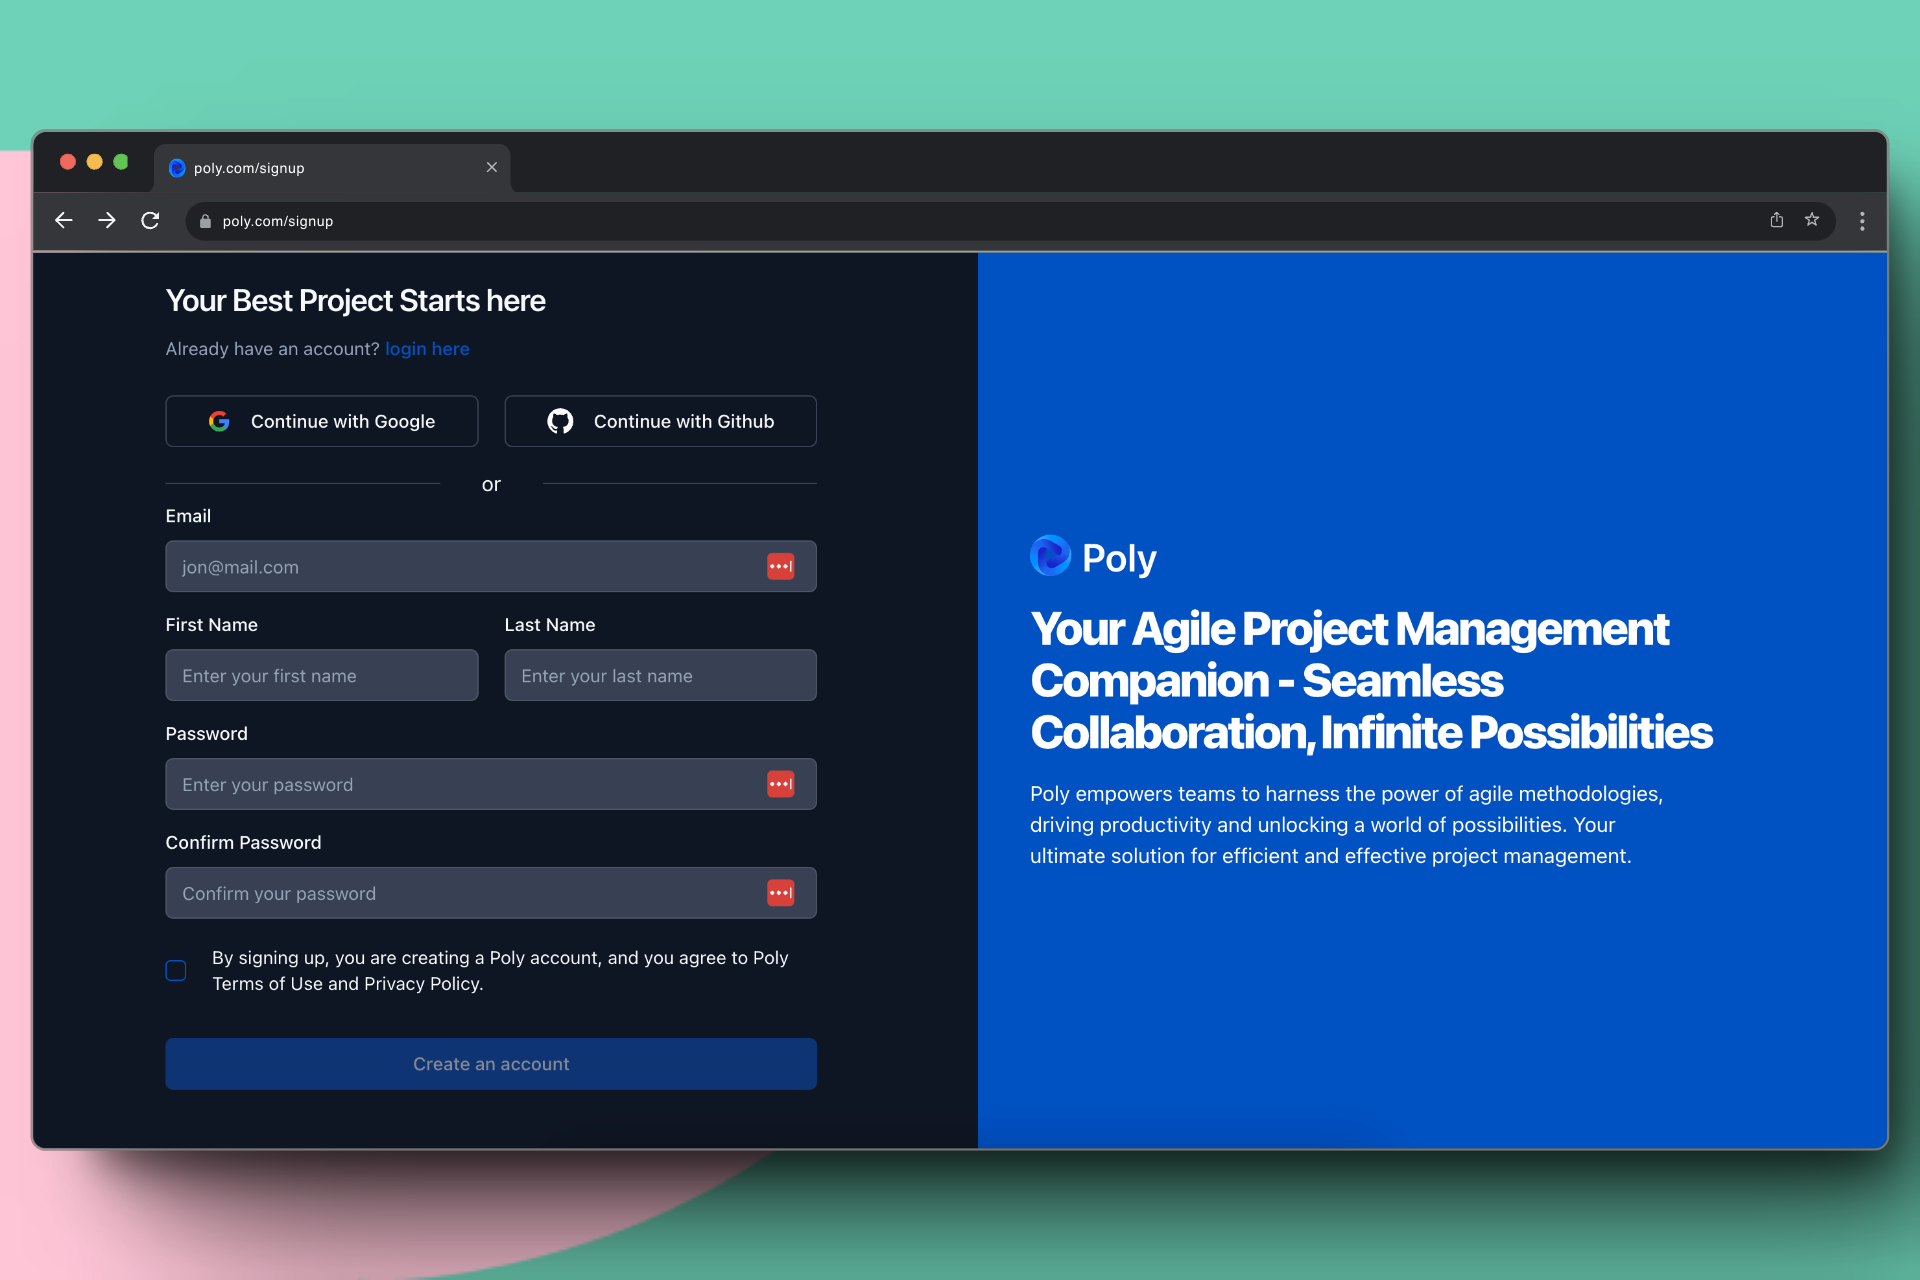 poly.com/signup
poly.com/signup
Your Best Project Starts here
Already have an account? login here
Continue with Google
Continue with Github
or
Email
jon@mail.com
First Name
Last Name
Enter your first name
Enter your last name
Password
Enter your password
Confirm Password
Confirm your password
By signing up, you are creating a Poly account, and you agree to Poly
Terms of Use and Privacy Policy.
Create an account
Poly
Your Agile Project Management
Companion - Seamless
Collaboration, Infinite Possibilities
Poly empowers teams to harness the power of agile methodologies,
driving productivity and unlocking a world of possibilities. Your
ultimate solution for efficient and effective project management.